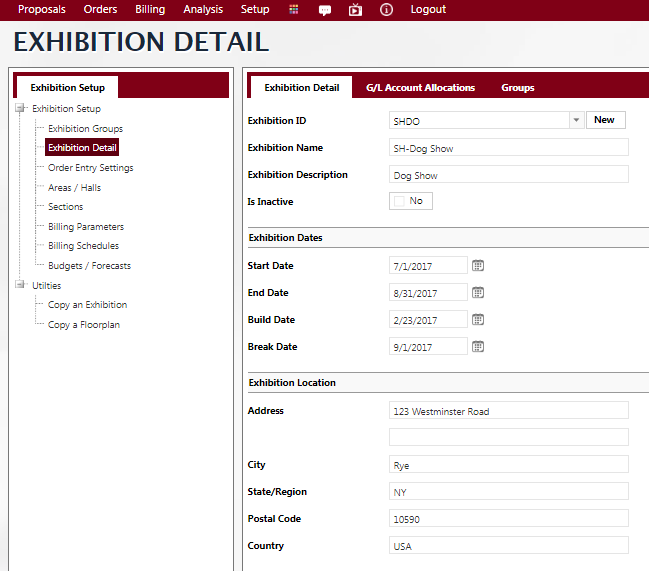 Proposals Orders Billing Analysis Setup Logout
EXHIBITION DETAIL
Exhibition Setup
Exhibition Setup
Exhibition Groups
Exhibition Detail
Order Entry Settings
Areas / Halls
Sections
Billing Parameters
Billing Schedules
Budgets / Forecasts
Utilties
Copy an Exhibition
Copy a Floorplan
Exhibition Detail G/L Account Allocations Groups
Exhibition ID SHDO New
Exhibition Name SH-Dog Show
Exhibition Description Dog Show
Is Inactive No
Exhibition Dates
Start Date 7/1/2017
End Date 8/31/2017
Build Date 2/23/2017
Break Date 9/1/2017
Exhibition Location
Address 123 Westminster Road
City Rye
State/Region NY
Postal Code 10590
Country USA